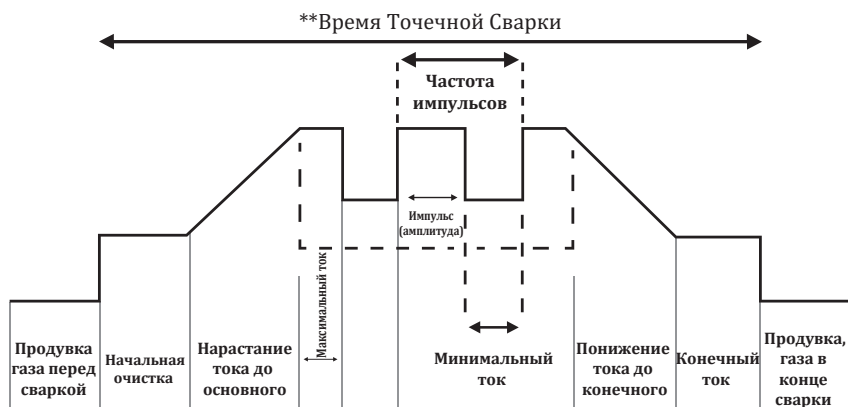 **Время Точечной Сварки
Частота
импульсов
Импульс
(амплитуда)
Максимальный ток
Продувка
газа перед
сваркой
Начальная
очистка
Нарастание
тока до
основного
Минимальный
ток
Понижение
тока до
конечного
Конечный
ток
Продувка,
газа в
конце
сварки